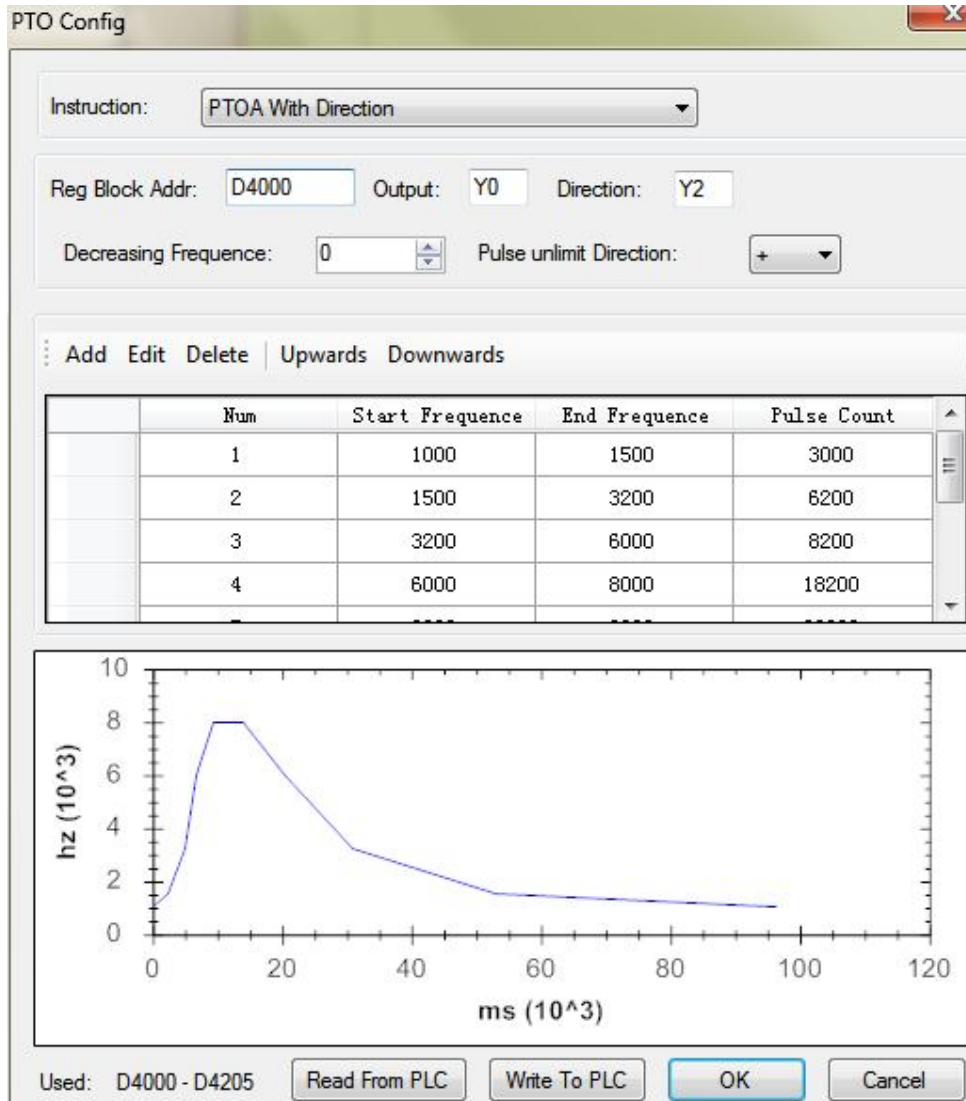 PTO Config
Instruction: PTOA With Direction
Reg Block Addr: D4000 Output: Y0 Direction: Y2
Decreasing Frequence: 0 Pulse unlimit Direction: +
Add Edit Delete Upwards Downwards
Num Start Frequence End Frequence Pulse Count
1 1000 1500 3000
2 1500 3200 6200
3 3200 6000 8200
4 6000 8000 18200
10
8
6
4
2
0
hz (10^3)
0 20 40 60 80 100 120
ms (10^3)
Used: D4000 - D4205 Read From PLC Write To PLC OK Cancel